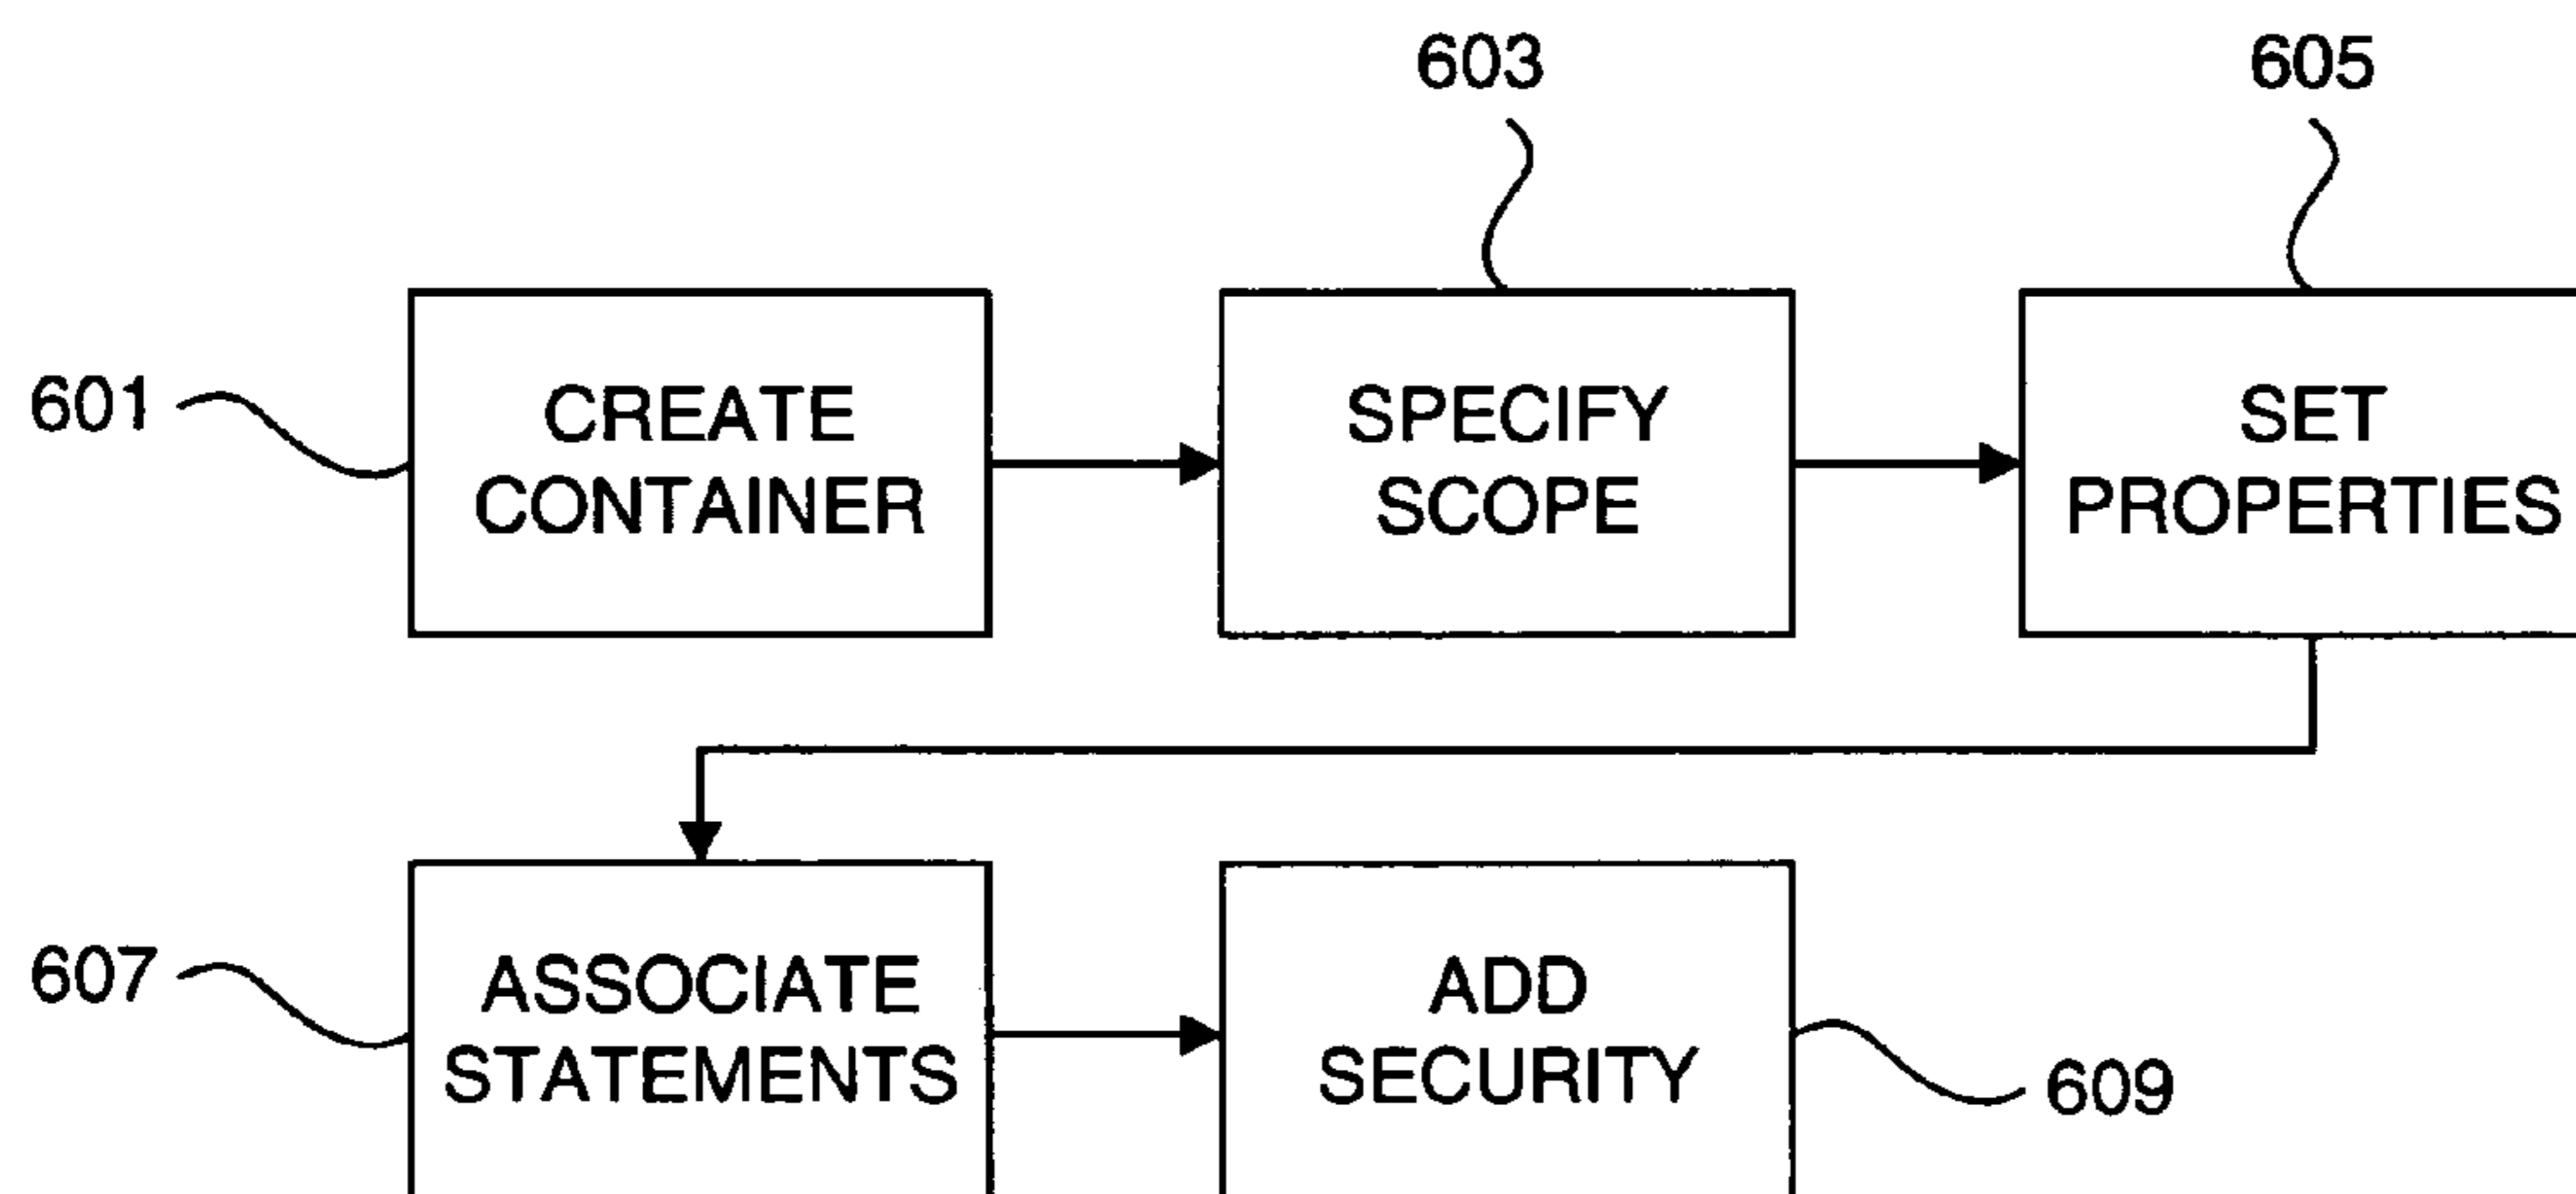 603
605
601
CREATE
CONTAINER
SPECIFY
SCOPE
SET
PROPERTIES
607
ASSOCIATE
STATEMENTS
ADD
SECURITY
609